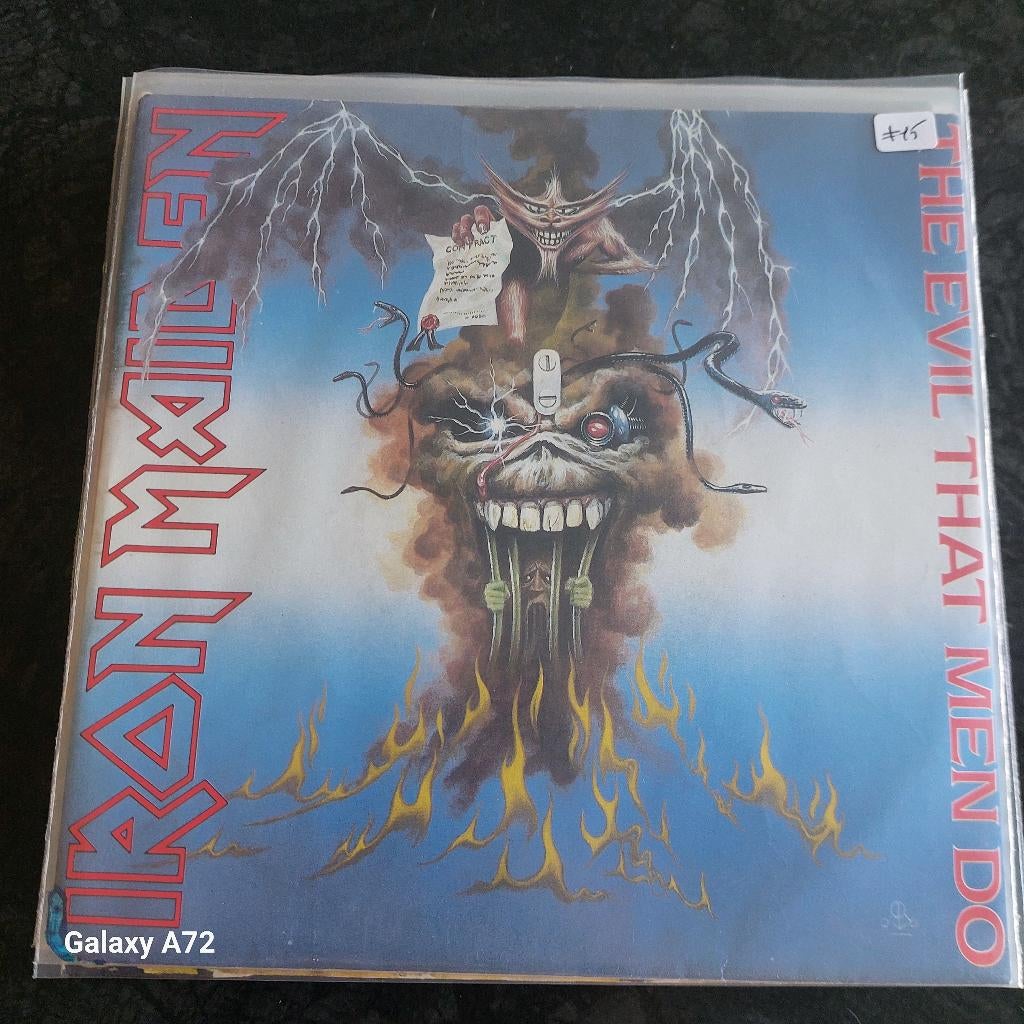 IRON MAIDEN
THE EVIL THAT MEN DO
€15
CONTRACT
Galaxy A72